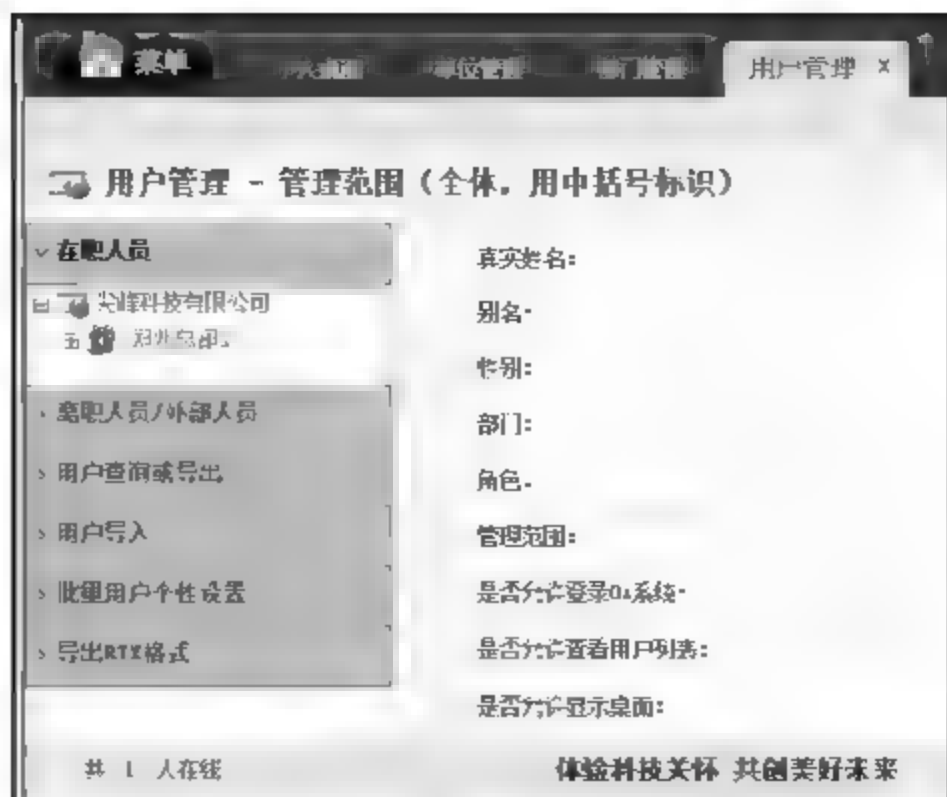 菜单
用户管理 x
用户管理 - 管理范围（全体，用中括号标识）
在职人员
尖峰科技有限公司
离职人员/外部人员
用户查询或导出
用户导入
批量用户个性设置
导出RTX格式
真实姓名:
别名:
性别:
部门:
角色:
管理范围:
是否允许登录OA系统:
是否允许查看用户列表:
是否允许显示桌面:
共 1 人在线
体验科技关怀 共创美好未来